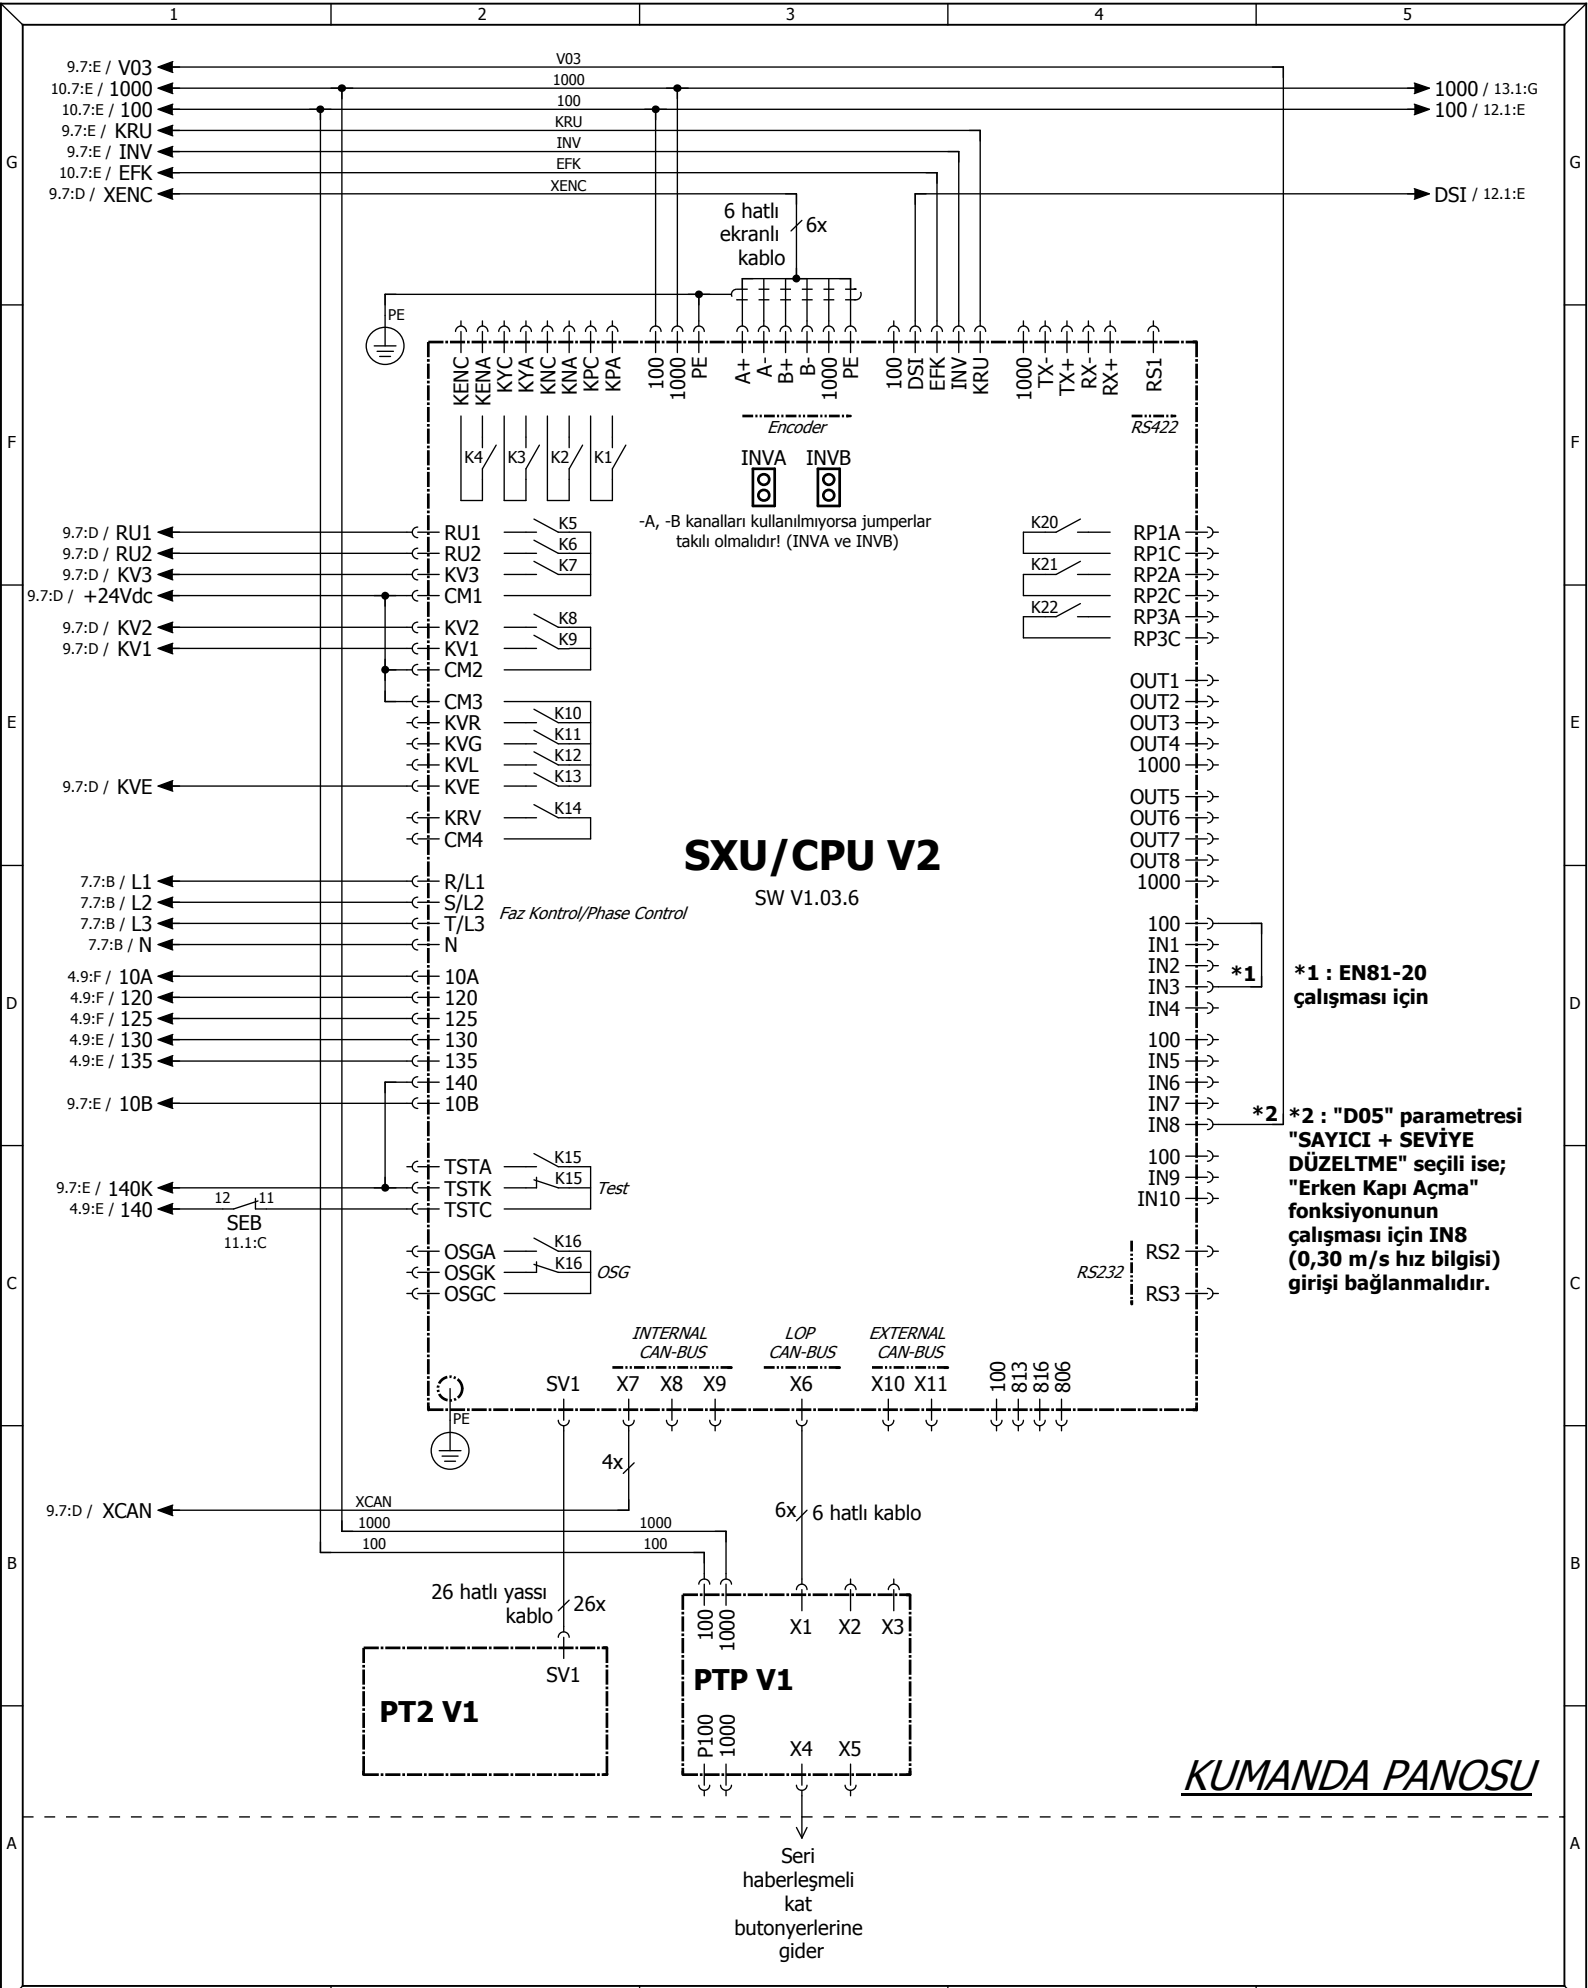 1 2 3 4 5
9.7:E / V03
V03
10.7:E / 1000
1000
1000 / 13.1:G
10.7:E / 100
100
100 / 12.1:E
9.7:E / KRU
KRU
9.7:E / INV
INV
G
G
10.7:E / EFK
EFK
9.7:D / XENC
XENC
DSI / 12.1:E
6 hatlı
ekranlı
kablo
6x
PE
KENC KENA KYC KYA KNC KNA KPC KPA
100 1000 PE
A+ A- B+ B- 1000 PE
100 DSI EFK INV KRU
1000 TX- TX+ RX- RX+
RS1
Encoder
RS422
F
F
K4 K3 K2 K1
INVA INVB
-A, -B kanalları kullanılmıyorsa jumperlar
takılı olmalıdır! (INVA ve INVB)
9.7:D / RU1
RU1
K5
K20
RP1A
9.7:D / RU2
RU2
K6
RP1C
9.7:D / KV3
KV3
K7
K21
RP2A
9.7:D / +24Vdc
CM1
RP2C
K22
RP3A
9.7:D / KV2
KV2
K8
RP3C
9.7:D / KV1
KV1
K9
CM2
OUT1
CM3
OUT2
E
E
KVR
K10
OUT3
KVG
K11
OUT4
KVL
K12
1000
9.7:D / KVE
KVE
K13
OUT5
KRV
K14
OUT6
CM4
OUT7
OUT8
1000
SXU/CPU V2
SW V1.03.6
7.7:B / L1
R/L1
7.7:B / L2
S/L2
7.7:B / L3
T/L3
Faz Kontrol/Phase Control
7.7:B / N
N
100
IN1
IN2
IN3
IN4
*1
*1 : EN81-20
çalışması için
4.9:F / 10A
10A
4.9:F / 120
120
D
D
4.9:F / 125
125
4.9:E / 130
130
4.9:E / 135
135
140
9.7:E / 10B
10B
100
IN5
IN6
IN7
IN8
*2
*2 : "D05" parametresi
"SAYICI + SEVİYE
DÜZELTME" seçili ise;
"Erken Kapı Açma"
fonksiyonunun
çalışması için IN8
(0,30 m/s hız bilgisi)
girişi bağlanmalıdır.
100
IN9
IN10
TSTA
K15
9.7:E / 140K
TSTK
K15
Test
4.9:E / 140
12 11
SEB
11.1:C
TSTC
OSGA
K16
OSGK
K16
OSG
OSGC
RS232
RS2
RS3
C
C
INTERNAL
CAN-BUS
LOP
CAN-BUS
EXTERNAL
CAN-BUS
SV1 X7 X8 X9 X6 X10 X11
100 813 816 806
PE
4x
9.7:D / XCAN
XCAN
6x
6 hatlı kablo
1000 1000
100 100
B
B
26 hatlı yassı
kablo
26x
100 1000 X1 X2 X3
SV1
PT2 V1
PTP V1
P100 1000 X4 X5
KUMANDA PANOSU
A
A
Seri
haberleşmeli
kat
butonyerlerine
gider